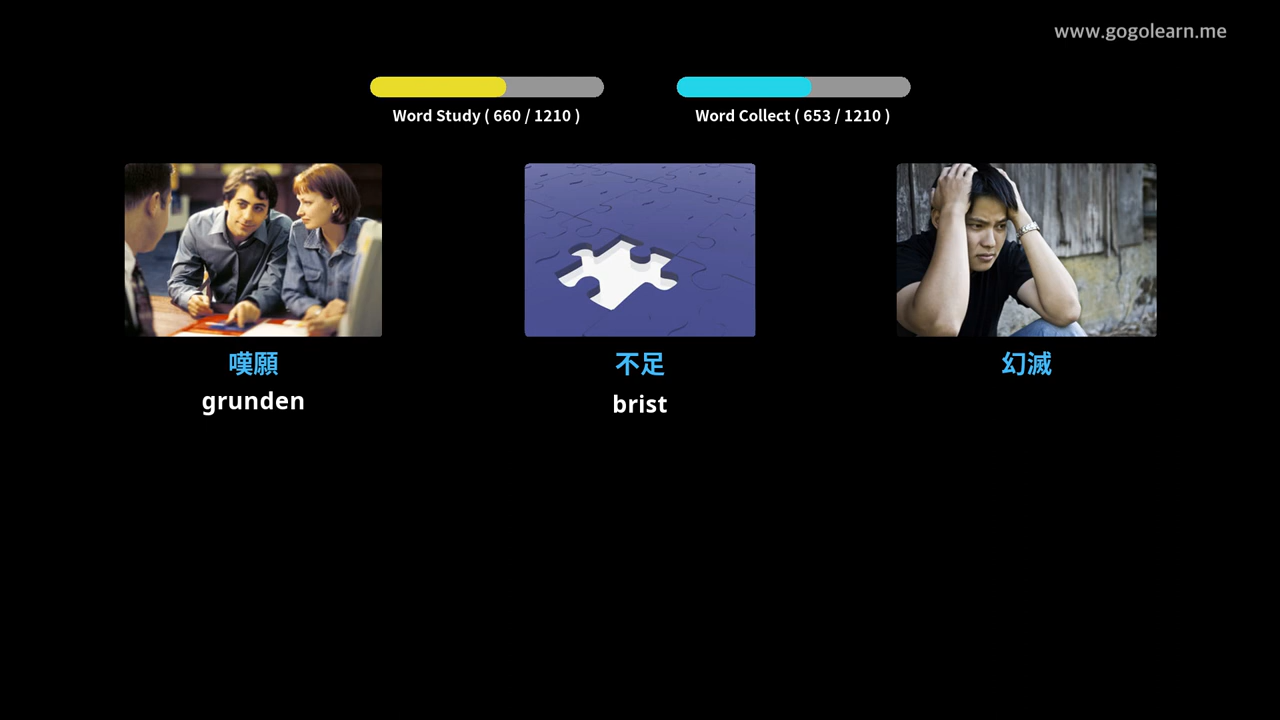 www.gogolearn.me
Word Study ( 660 / 1210 )
Word Collect ( 653 / 1210 )
嘆願
grunden
不足
brist
幻滅